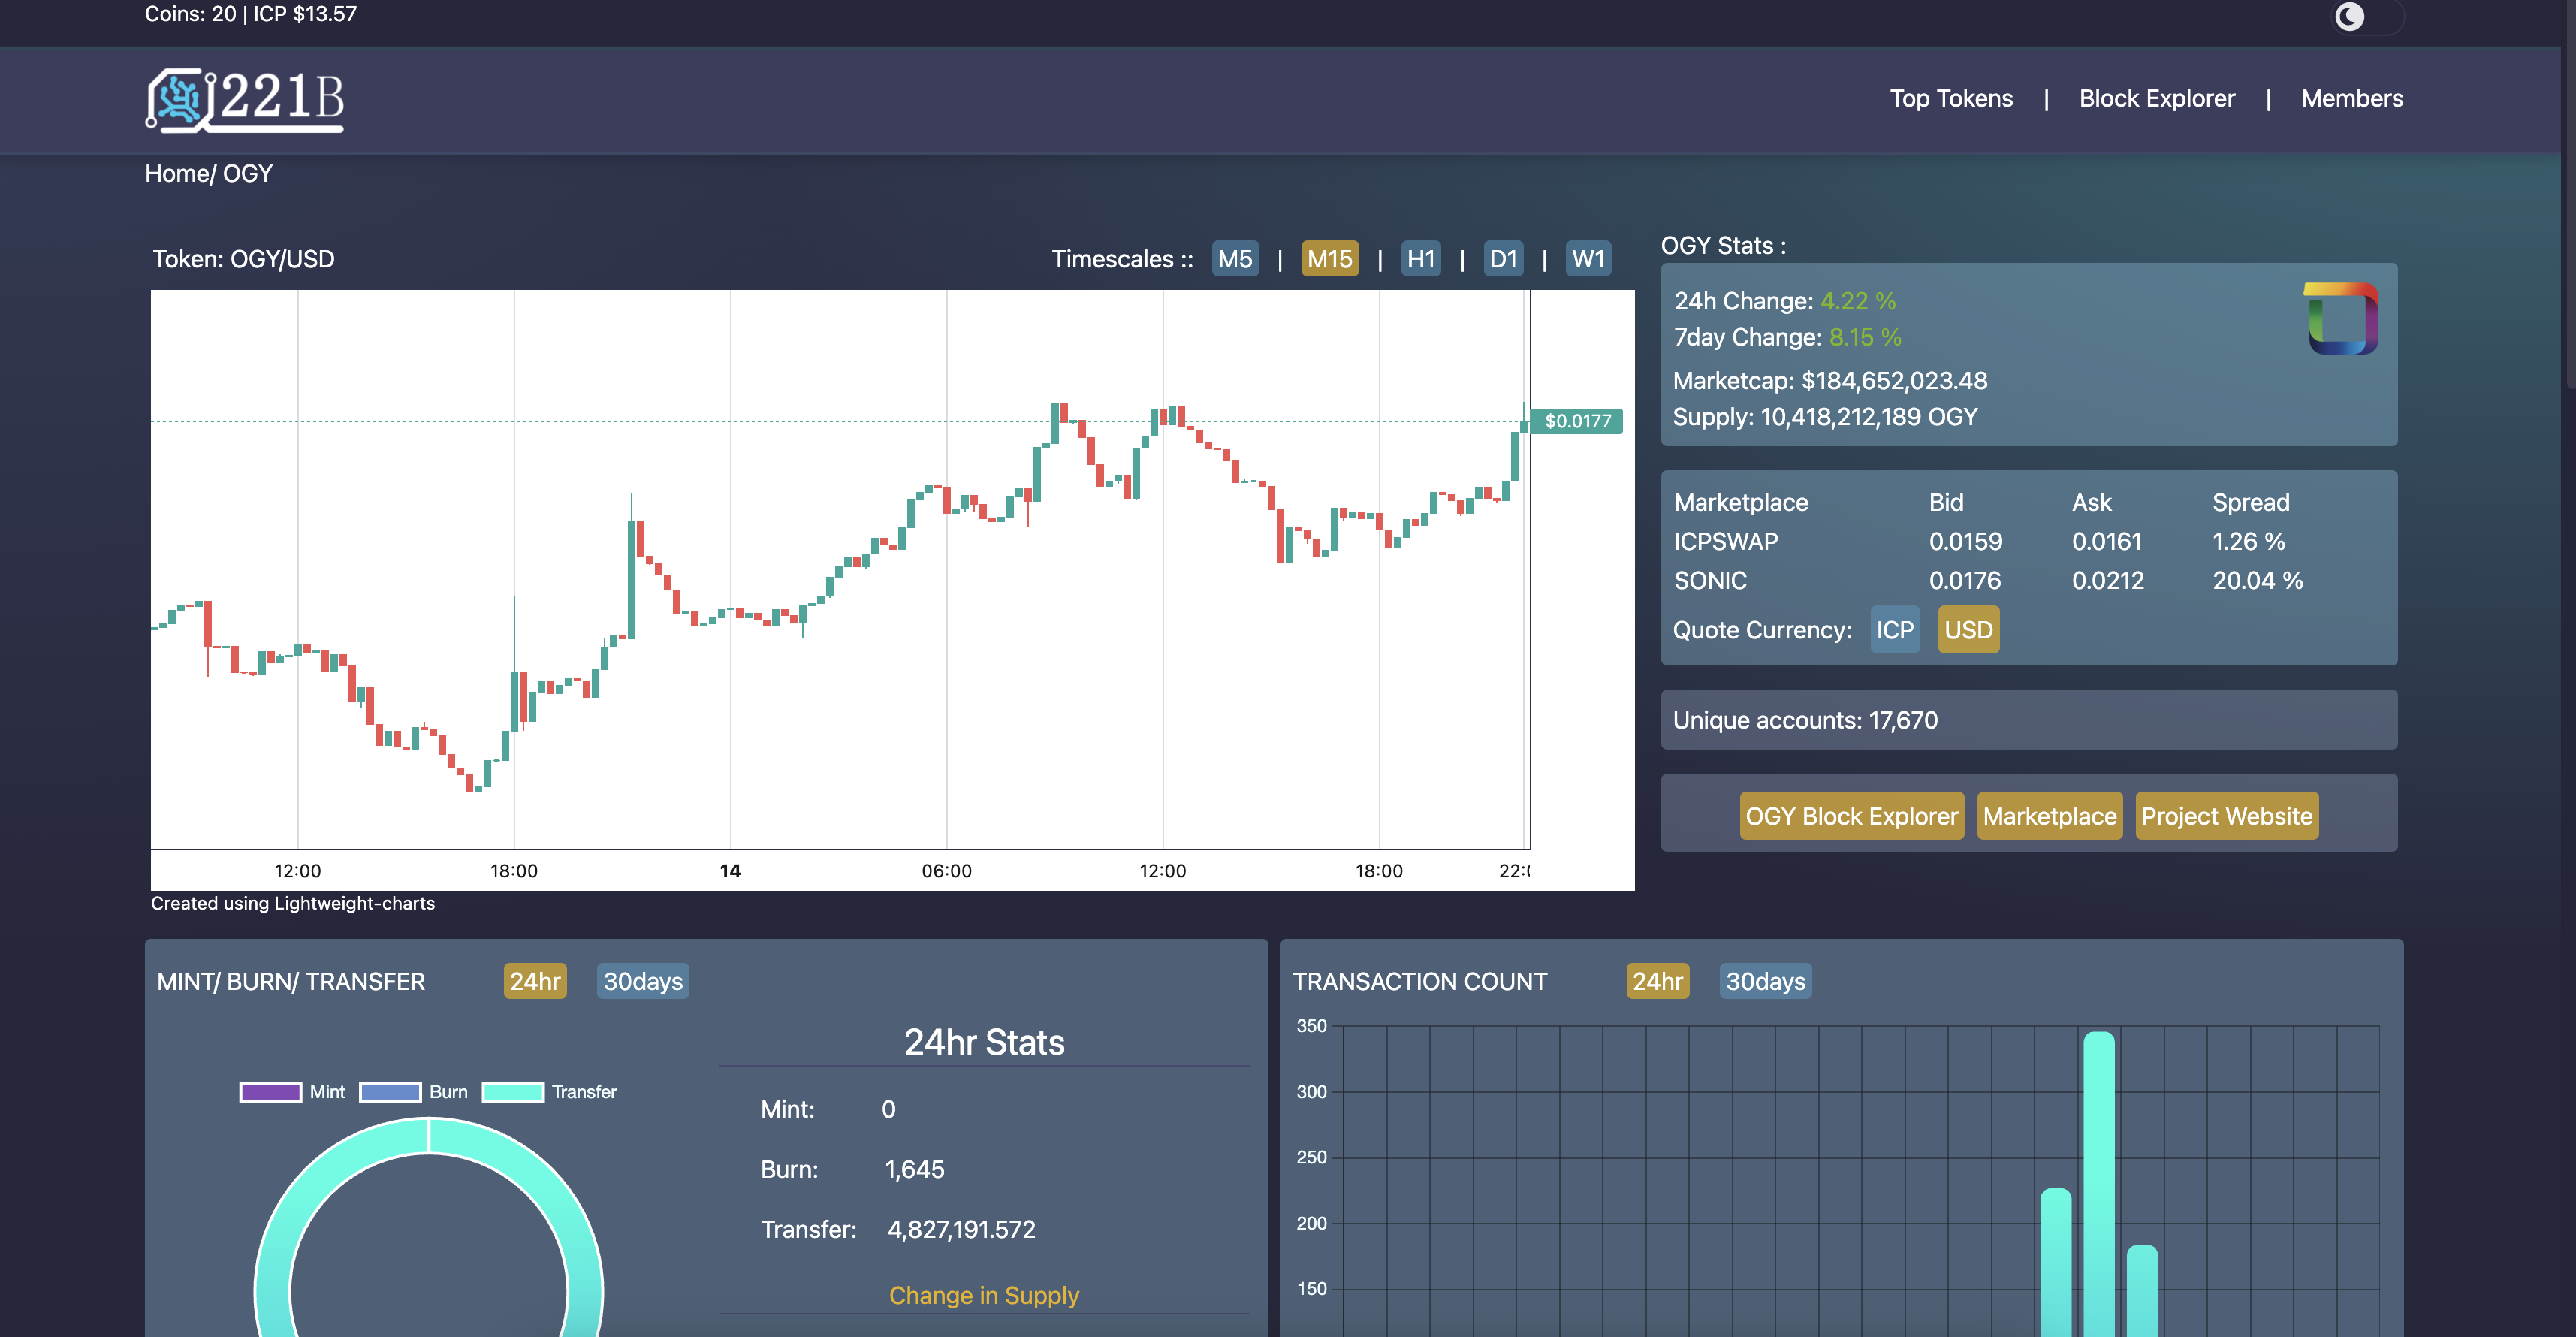 Coins: 20 | ICP $13.57
221B
Top Tokens | Block Explorer | Members
Home/ OGY
Token: OGY/USD
Timescales :: M5 | M15 | H1 | D1 | W1
$0.0177
12:00 18:00 14 06:00 12:00 18:00 22:0
Created using Lightweight-charts
OGY Stats :
24h Change: 4.22 %
7day Change: 8.15 %
Marketcap: $184,652,023.48
Supply: 10,418,212,189 OGY
Marketplace Bid Ask Spread
ICPSWAP 0.0159 0.0161 1.26 %
SONIC 0.0176 0.0212 20.04 %
Quote Currency: ICP USD
Unique accounts: 17,670
OGY Block Explorer Marketplace Project Website
MINT/ BURN/ TRANSFER 24hr 30days
Mint Burn Transfer
24hr Stats
Mint: 0
Burn: 1,645
Transfer: 4,827,191.572
Change in Supply
TRANSACTION COUNT 24hr 30days
350
300
250
200
150